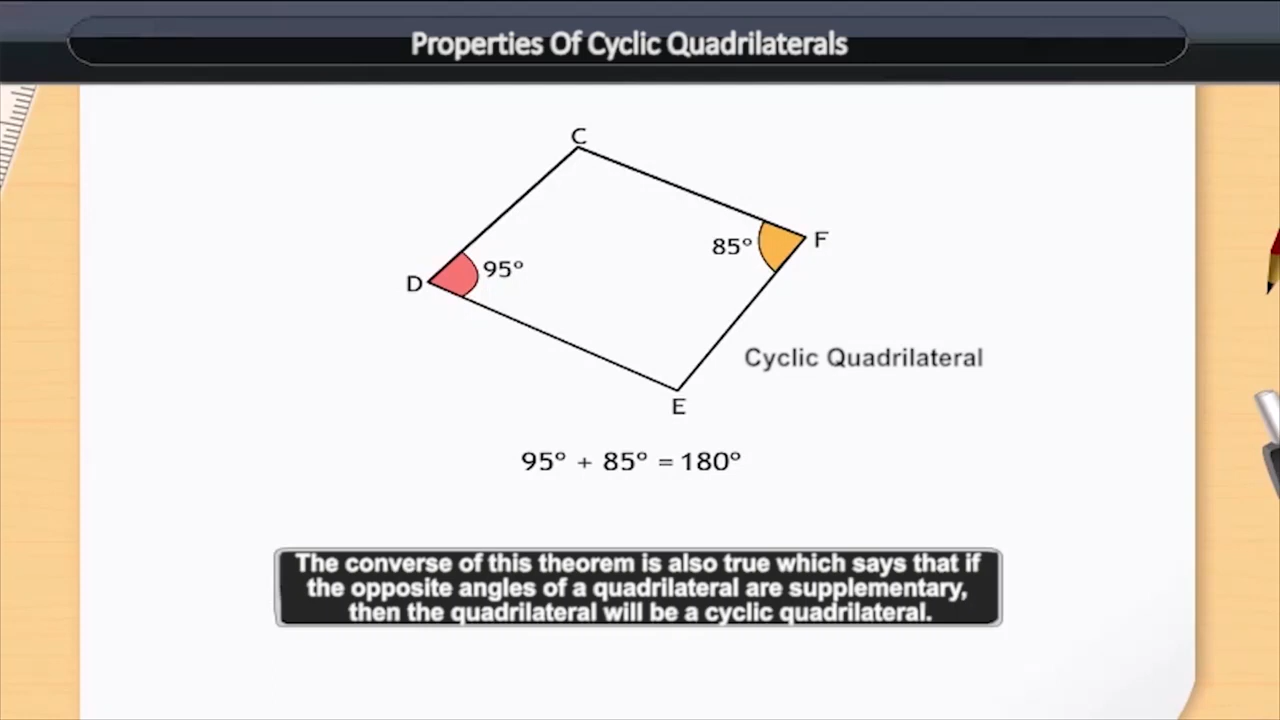 Properties Of Cyclic Quadrilaterals
C
85° F
D 95°
Cyclic Quadrilateral
E
95° + 85° = 180°
The converse of this theorem is also true which says that if
the opposite angles of a quadrilateral are supplementary,
then the quadrilateral will be a cyclic quadrilateral.